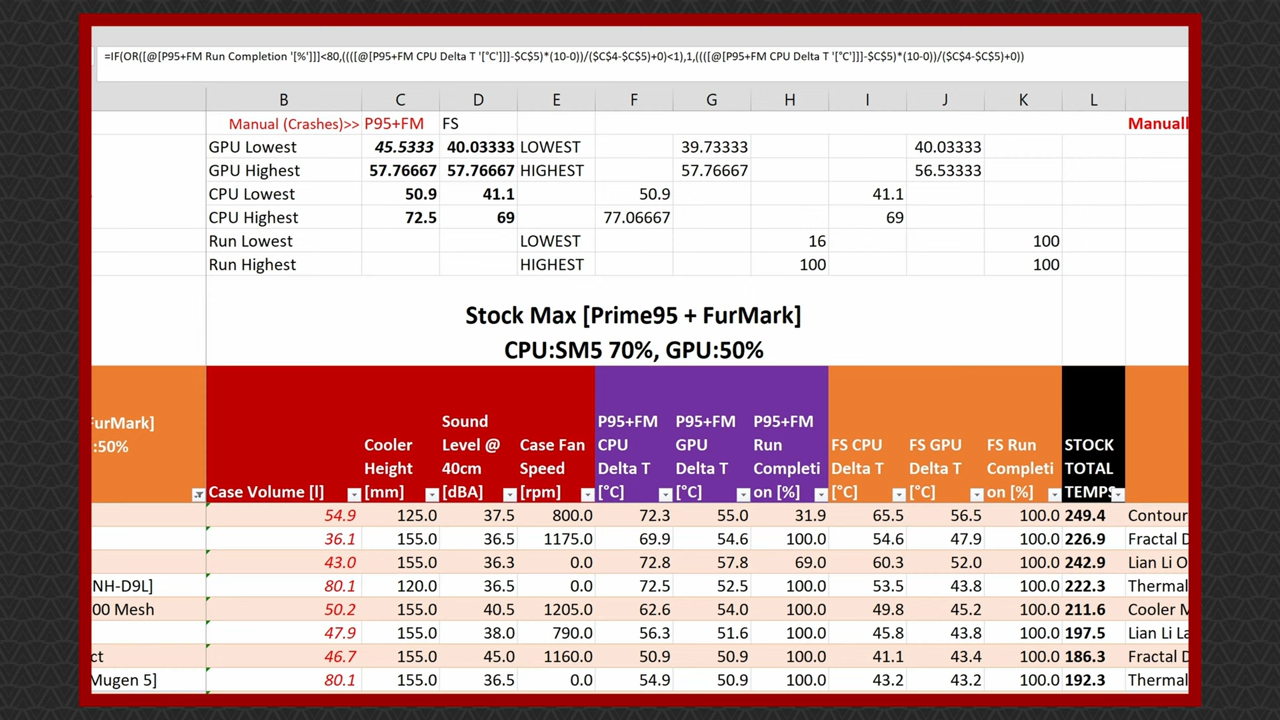 =IF(OR([@[P95+FM Run Completion '[%']]]<80,((([@[P95+FM CPU Delta T '[°C']]]-$C$5)*(10-0))/($C$4-$C$5)+0)<1),1,((([@[P95+FM CPU Delta T '[°C']]]-$C$5)*(10-0))/($C$4-$C$5)+0))
B C D E F G H I J K L
Manual (Crashes)>> P95+FM FS Manuall
GPU Lowest 45.5333 40.03333 LOWEST 39.73333 40.03333
GPU Highest 57.76667 57.76667 HIGHEST 57.76667 56.53333
CPU Lowest 50.9 41.1 50.9 41.1
CPU Highest 72.5 69 77.06667 69
Run Lowest LOWEST 16 100
Run Highest HIGHEST 100 100
Stock Max [Prime95 + FurMark]
CPU:SM5 70%, GPU:50%
FurMark]
:50%
Case Volume [l]
Cooler
Height
[mm]
Sound
Level @
40cm
[dBA]
Case Fan
Speed
[rpm]
P95+FM
CPU
Delta T
[°C]
P95+FM
GPU
Delta T
[°C]
P95+FM
Run
Completi
on [%]
FS CPU
Delta T
[°C]
FS GPU
Delta T
[°C]
FS Run
Completi
on [%]
STOCK
TOTAL
TEMPS
54.9 125.0 37.5 800.0 72.3 55.0 31.9 65.5 56.5 100.0 249.4 Contour
36.1 155.0 36.5 1175.0 69.9 54.6 100.0 54.6 47.9 100.0 226.9 Fractal D
43.0 155.0 36.3 0.0 72.8 57.8 69.0 60.3 52.0 100.0 242.9 Lian Li O
NH-D9L] 80.1 120.0 36.5 0.0 72.5 52.5 100.0 53.5 43.8 100.0 222.3 Thermal
00 Mesh 50.2 155.0 40.5 1205.0 62.6 54.0 100.0 49.8 45.2 100.0 211.6 Cooler M
47.9 155.0 38.0 790.0 56.3 51.6 100.0 45.8 43.8 100.0 197.5 Lian Li La
ct 46.7 155.0 45.0 1160.0 50.9 50.9 100.0 41.1 43.4 100.0 186.3 Fractal D
Mugen 5] 80.1 155.0 36.5 0.0 54.9 50.9 100.0 43.2 43.2 100.0 192.3 Thermal